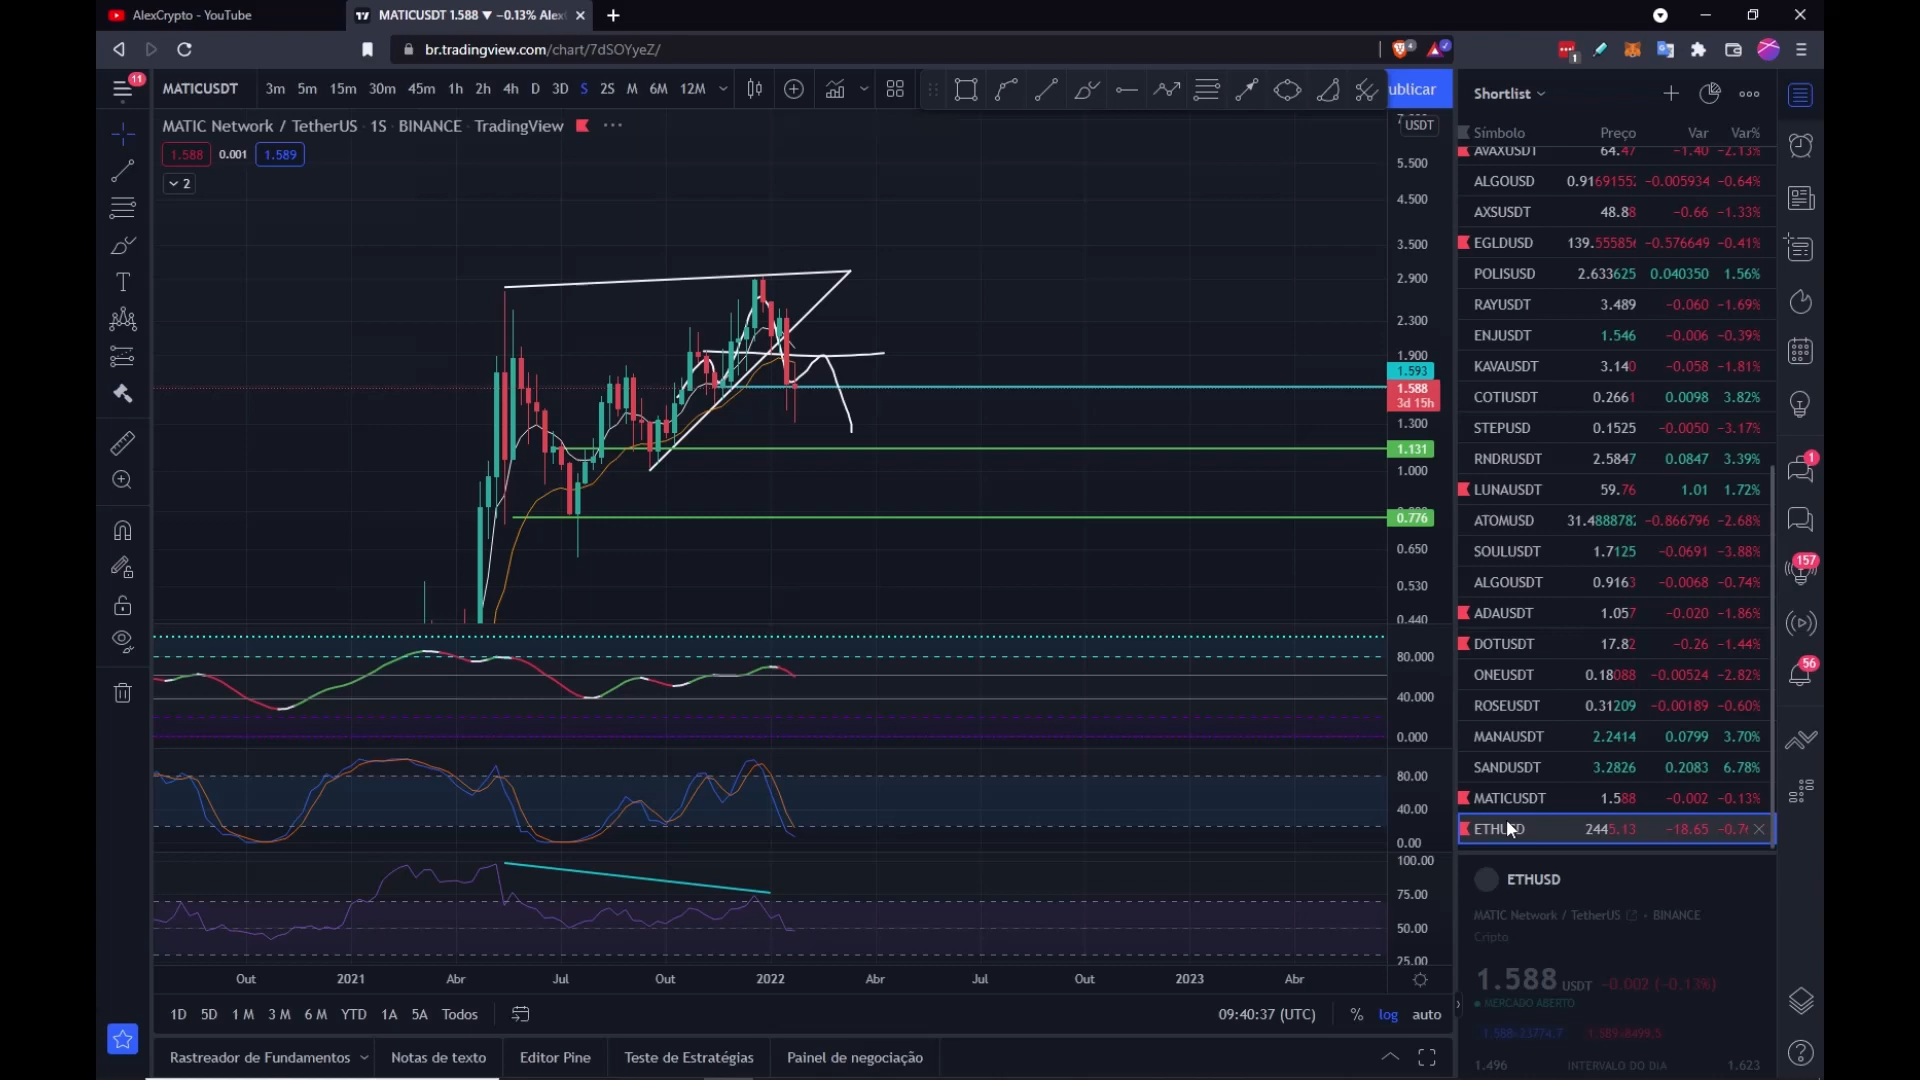 AlexCrypto - YouTube
MATICUSDT 1.588 ▼ −0.13% Alex
br.tradingview.com/chart/7dSOYyeZ/
4
1
11
MATICUSDT 3m 5m 15m 30m 45m 1h 2h 4h D 3D S 2S M 6M 12M
ublicar
Shortlist
MATIC Network / TetherUS · 1S · BINANCE · TradingView
1.588 0.001 1.589
2
USDT
5.500
4.500
3.500
2.900
2.300
1.900
1.593
1.588
3d 15h
1.300
1.131
1.000
0.776
0.650
0.530
0.440
80.000
40.000
0.000
80.00
40.00
0.00
100.00
75.00
50.00
25.00
Out 2021 Abr Jul Out 2022 Abr Jul Out 2023 Abr
1D 5D 1M 3M 6M YTD 1A 5A Todos
09:40:37 (UTC) % log auto
Rastreador de Fundamentos Notas de texto Editor Pine Teste de Estratégias Painel de negociação
Símbolo Preço Var Var%
AVAXUSDT 64.47 −1.40 −2.13%
ALGOUSD 0.91691552 −0.005934 −0.64%
AXSUSDT 48.88 −0.66 −1.33%
EGLDUSD 139.555856 −0.576649 −0.41%
POLISUSD 2.633625 0.040350 1.56%
RAYUSDT 3.489 −0.060 −1.69%
ENJUSDT 1.546 −0.006 −0.39%
KAVAUSDT 3.140 −0.058 −1.81%
COTIUSDT 0.2661 0.0098 3.82%
STEPUSD 0.1525 −0.0050 −3.17%
RNDRUSDT 2.5847 0.0847 3.39%
LUNAUSDT 59.76 1.01 1.72%
ATOMUSD 31.4888782 −0.866796 −2.68%
SOULUSDT 1.7125 −0.0691 −3.88%
ALGOUSDT 0.9163 −0.0068 −0.74%
ADAUSDT 1.057 −0.020 −1.86%
DOTUSDT 17.82 −0.26 −1.44%
ONEUSDT 0.18088 −0.00524 −2.82%
ROSEUSDT 0.31209 −0.00189 −0.60%
MANAUSDT 2.2414 0.0799 3.70%
SANDUSDT 3.2826 0.2083 6.78%
MATICUSDT 1.588 −0.002 −0.13%
ETHUSD 2445.13 −18.65
ETHUSD
MATIC Network / TetherUS · BINANCE
Cripto
1.588 USDT −0.002 (−0.13%)
MERCADO ABERTO
1.496 INTERVALO DO DIA 1.623
1
157
56